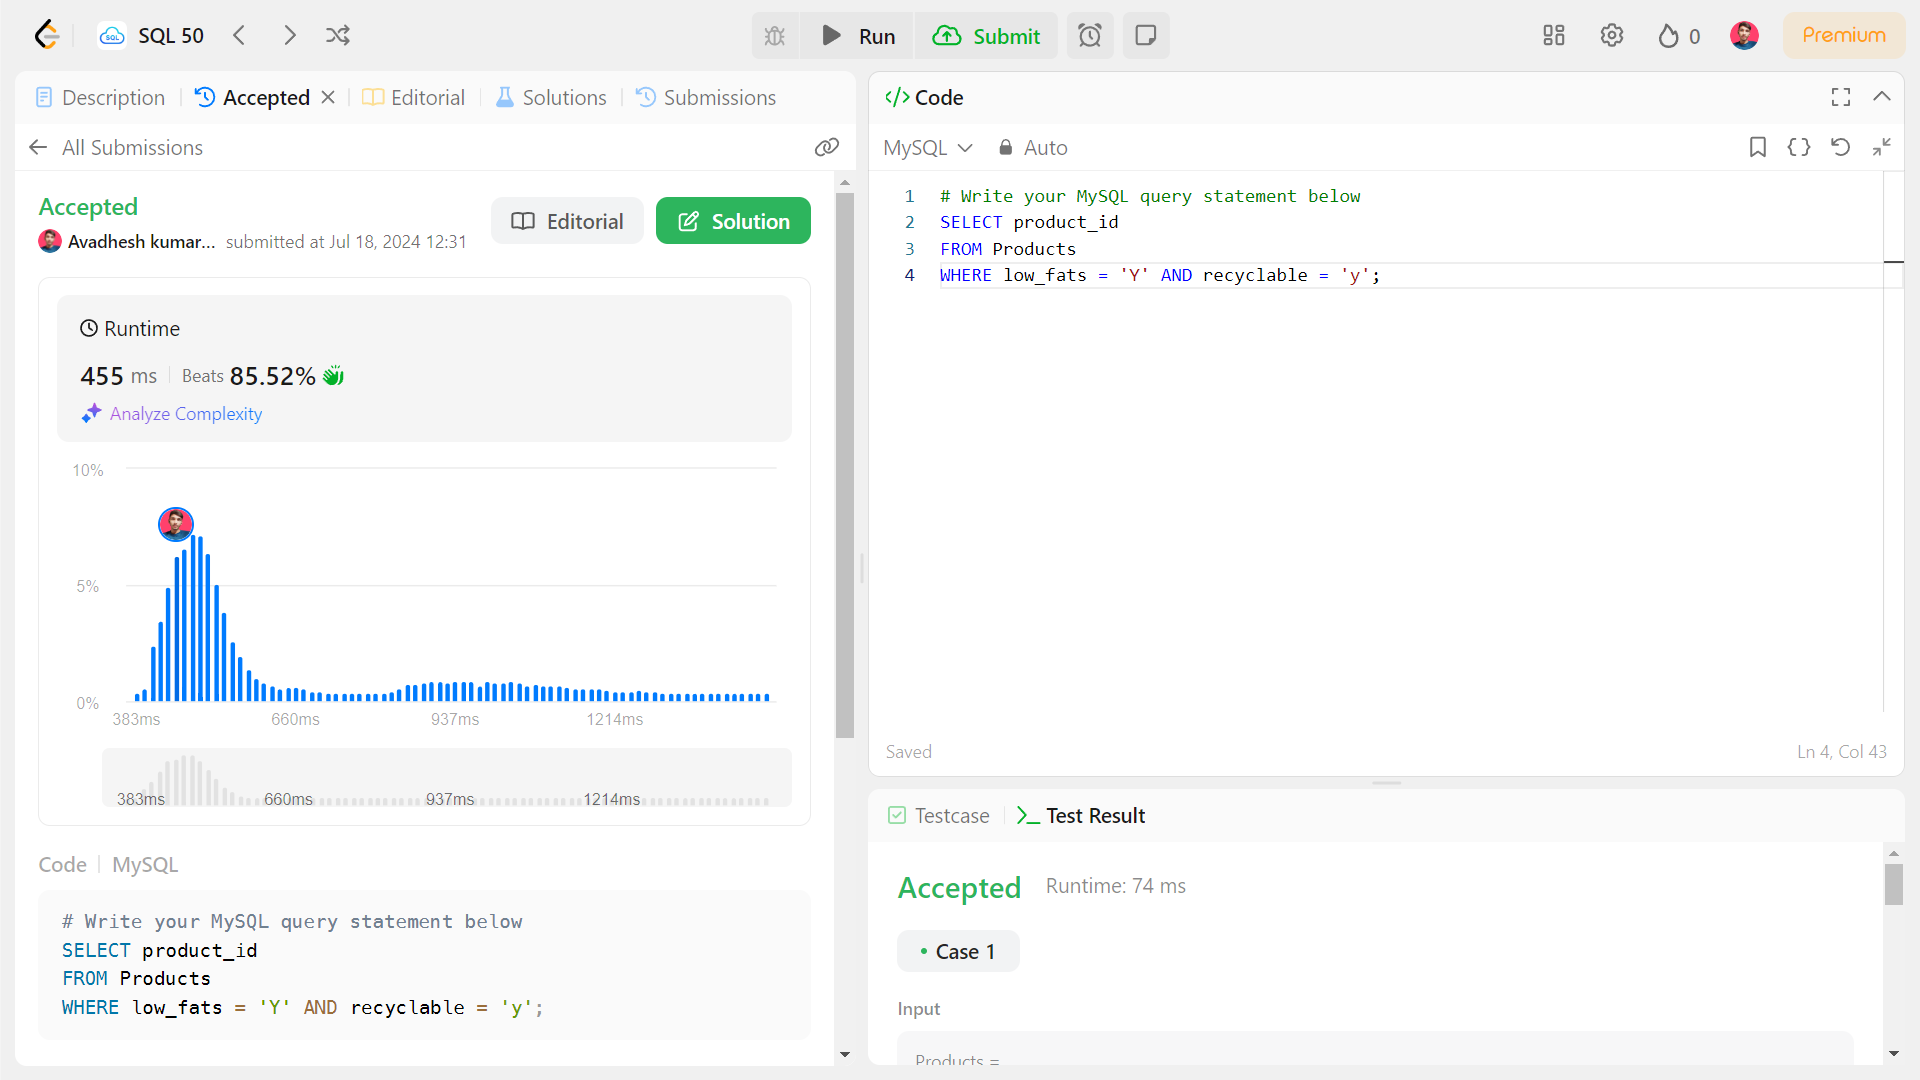 SQL 50
Run
Submit
0
Premium
Description
Accepted
Editorial
Solutions
Submissions
All Submissions
Accepted
Editorial
Solution
Avadhesh kumar... submitted at Jul 18, 2024 12:31
Runtime
455 ms Beats 85.52%
Analyze Complexity
10%
5%
0%
383ms 660ms 937ms 1214ms
383ms 660ms 937ms 1214ms
Code MySQL
# Write your MySQL query statement below
SELECT product_id
FROM Products
WHERE low_fats = 'Y' AND recyclable = 'y';
</> Code
MySQL Auto
1 # Write your MySQL query statement below
2 SELECT product_id
3 FROM Products
4 WHERE low_fats = 'Y' AND recyclable = 'y';
Saved
Ln 4, Col 43
Testcase
Test Result
Accepted Runtime: 74 ms
Case 1
Input
Products =